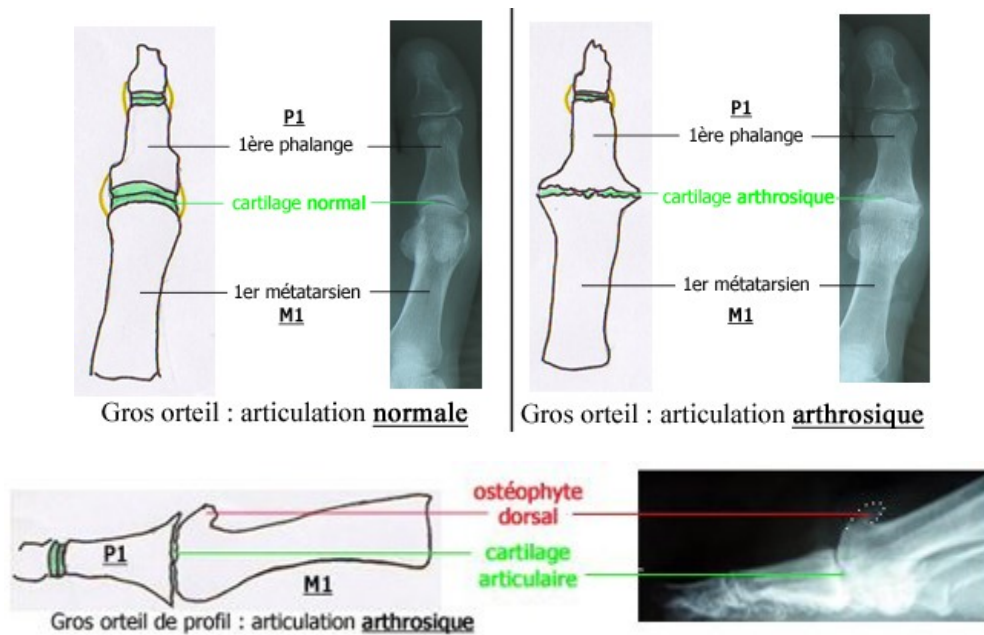 P1
1ère phalange
cartilage normal
1er métatarsien
M1
Gros orteil : articulation normale
P1
1ère phalange
cartilage arthrosique
1er métatarsien
M1
Gros orteil : articulation arthrosique
ostéophyte
dorsal
P1
cartilage
articulaire
M1
Gros orteil de profil : articulation arthrosique